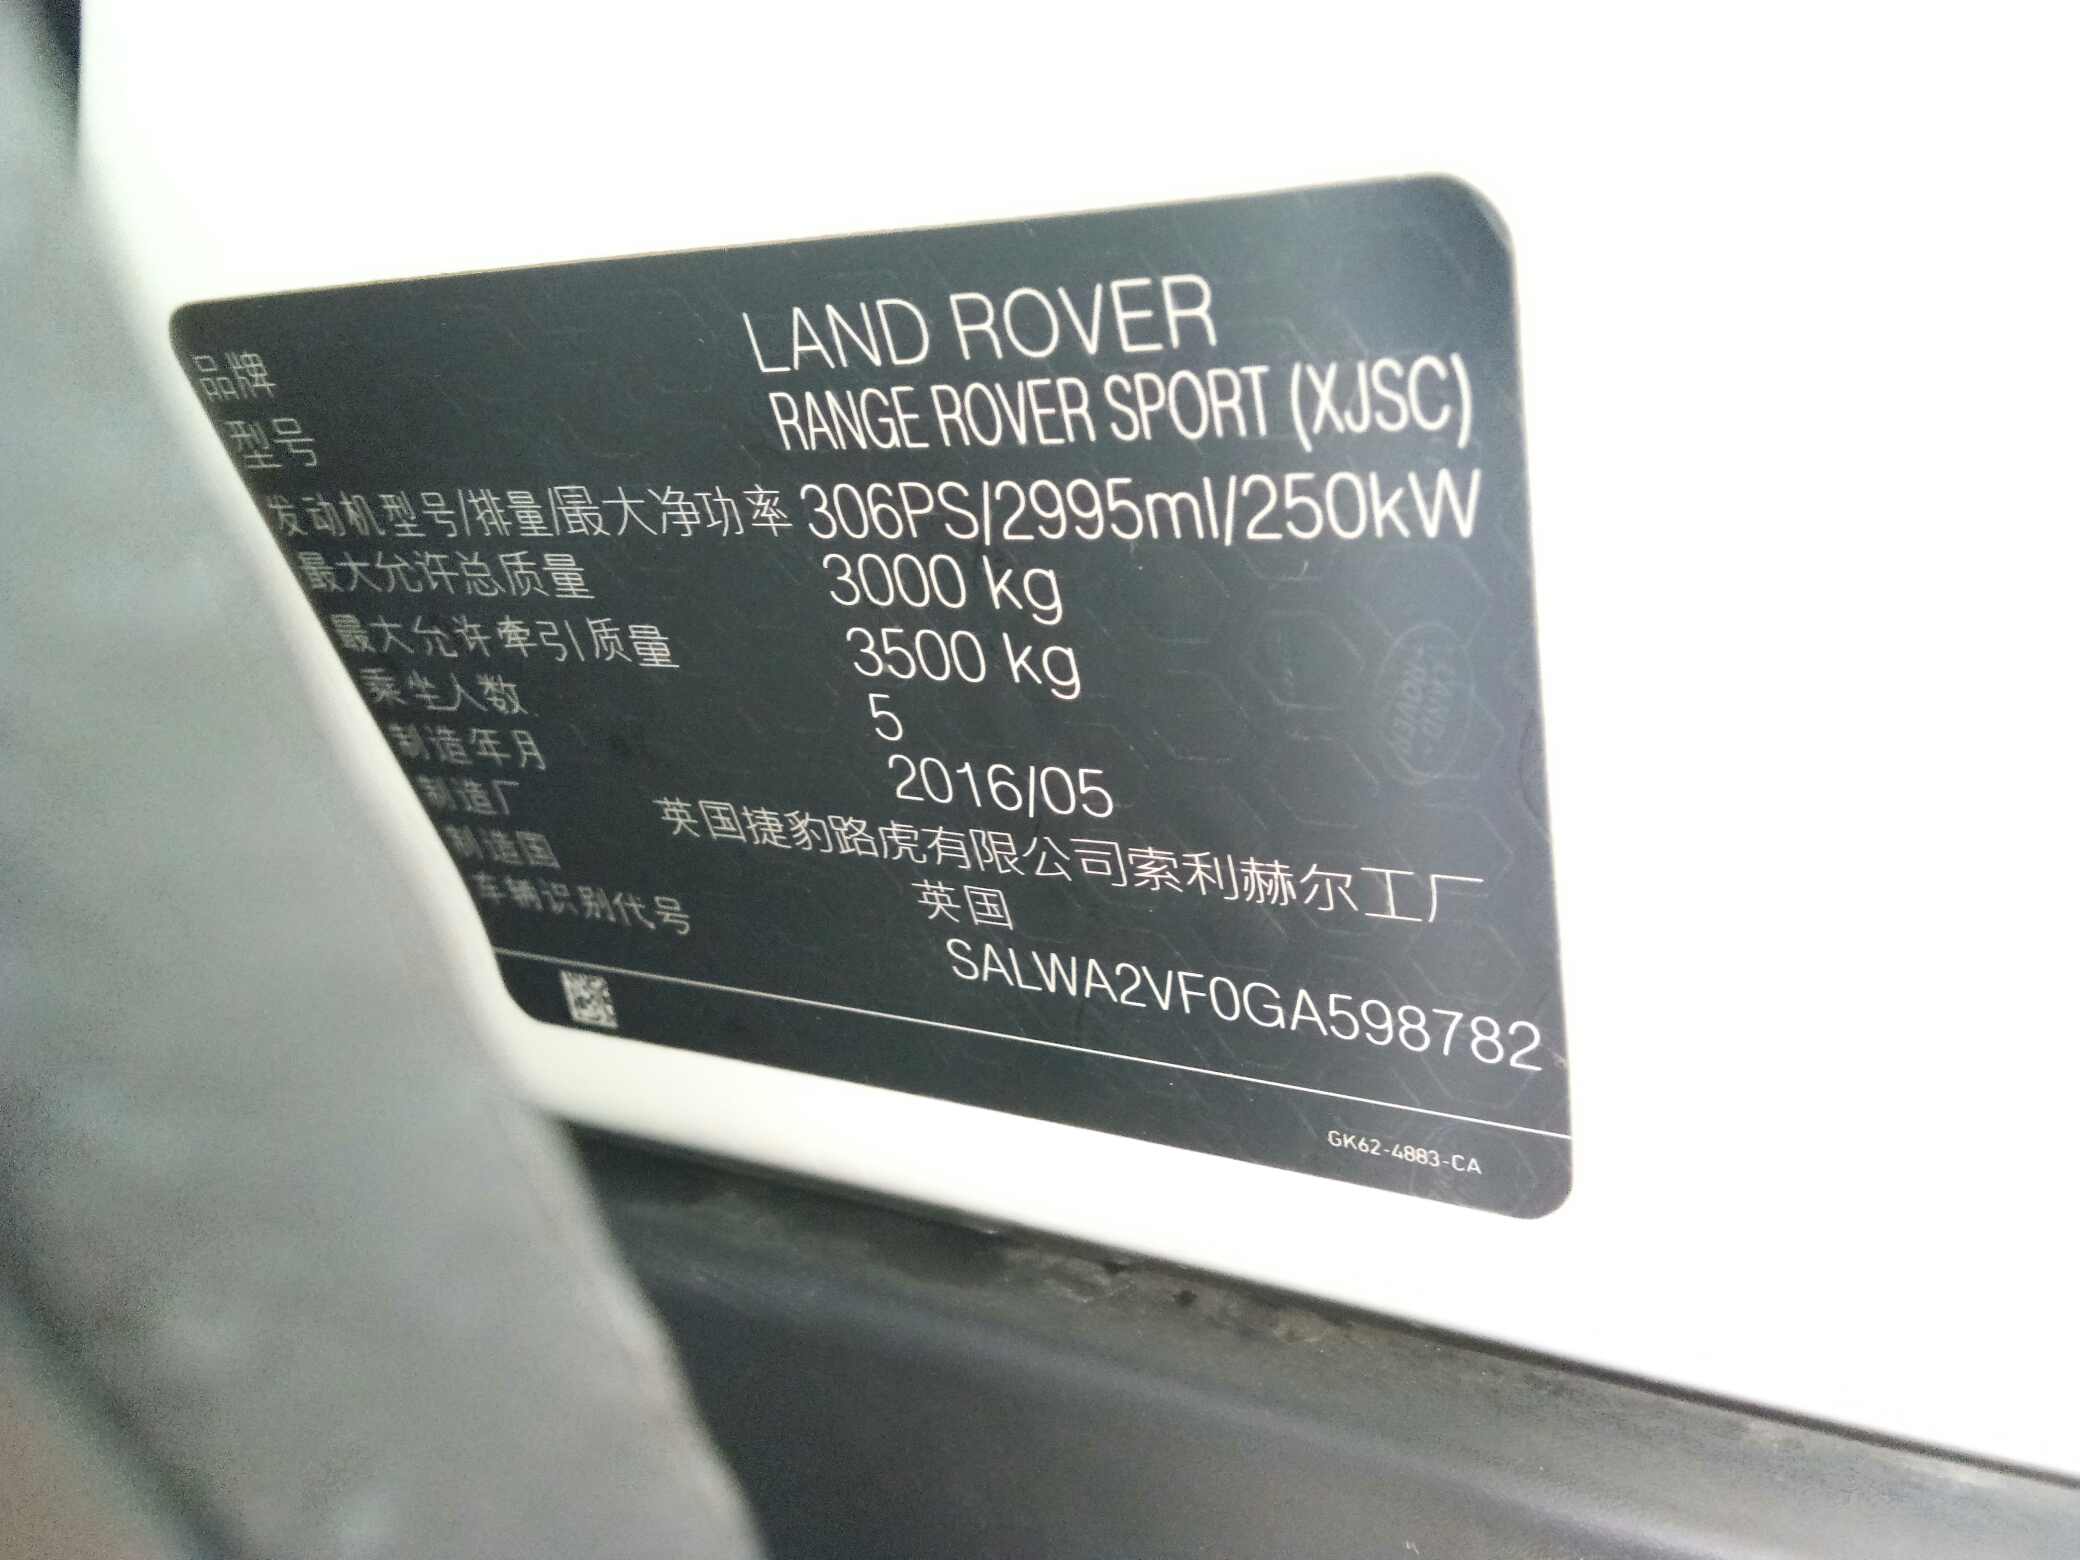 品牌 LAND ROVER
型号 RANGE ROVER SPORT (XJSC)
发动机型号/排量/最大净功率 306PS/2995ml/250kW
最大允许总质量 3000 kg
最大允许牵引质量 3500 kg
乘坐人数 5
制造年月 2016/05
制造厂 英国捷豹路虎有限公司索利赫尔工厂
制造国 英国
车辆识别代号 SALWA2VF0GA598782
GK62-4883-CA
LAND
ROVER